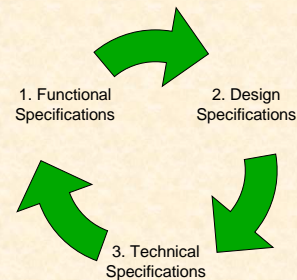 1. Functional
Specifications
2. Design
Specifications
3. Technical
Specifications